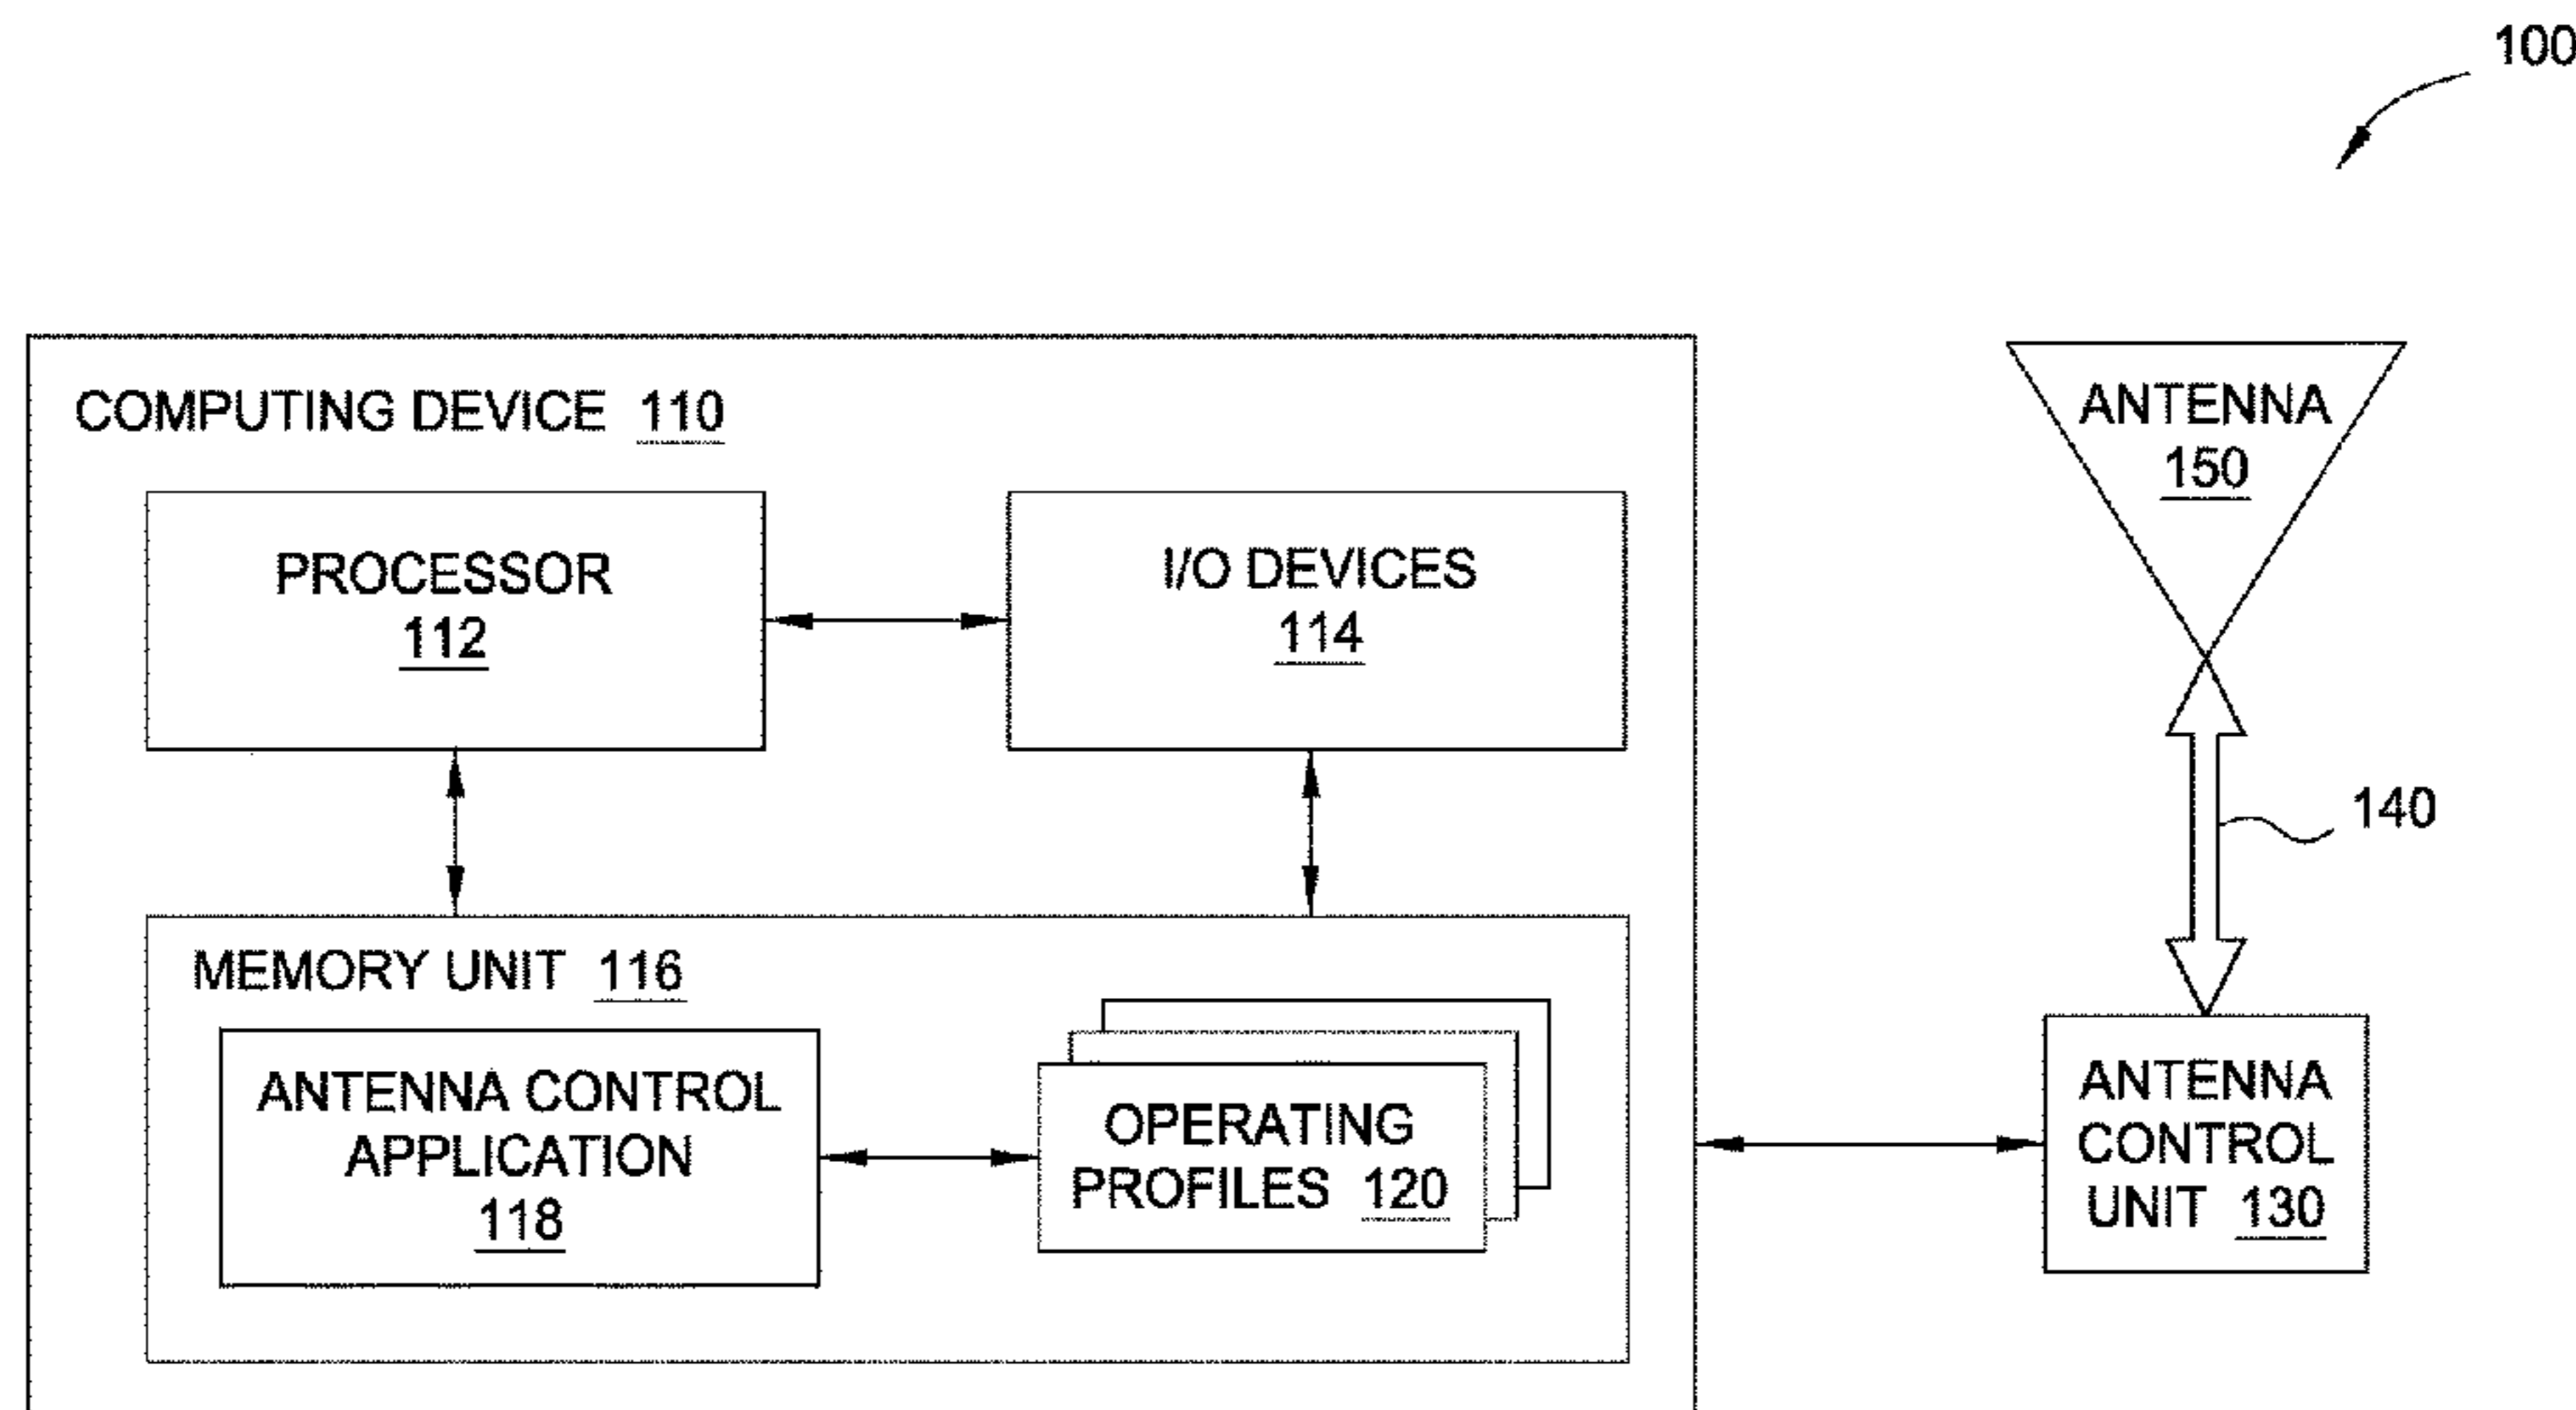 100
COMPUTING DEVICE 110
ANTENNA
150
PROCESSOR
112
I/O DEVICES
114
140
MEMORY UNIT 116
ANTENNA CONTROL
APPLICATION
118
OPERATING
PROFILES 120
ANTENNA
CONTROL
UNIT 130